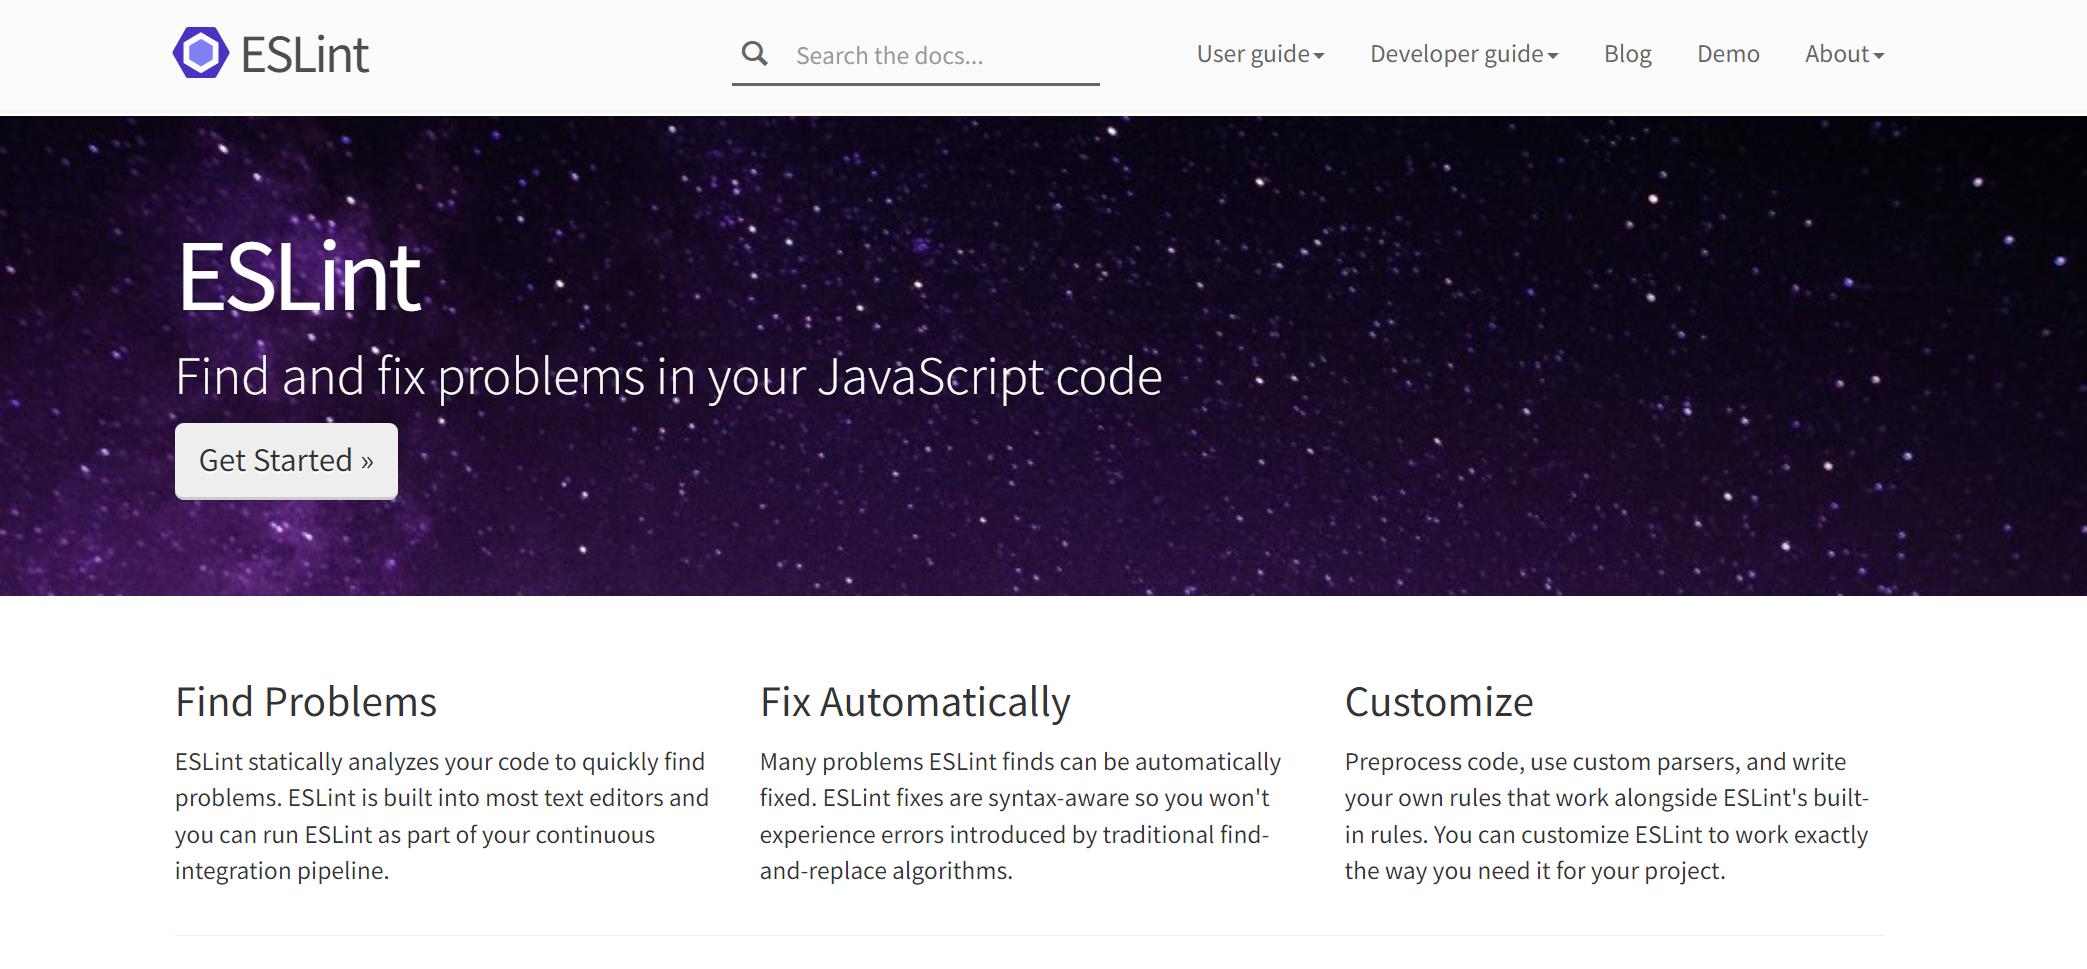 ESLint
Search the docs...
User guide
Developer guide
Blog
Demo
About
ESLint
Find and fix problems in your JavaScript code
Get Started »
Find Problems
ESLint statically analyzes your code to quickly find
problems. ESLint is built into most text editors and
you can run ESLint as part of your continuous
integration pipeline.
Fix Automatically
Many problems ESLint finds can be automatically
fixed. ESLint fixes are syntax-aware so you won't
experience errors introduced by traditional find-
and-replace algorithms.
Customize
Preprocess code, use custom parsers, and write
your own rules that work alongside ESLint's built-
in rules. You can customize ESLint to work exactly
the way you need it for your project.